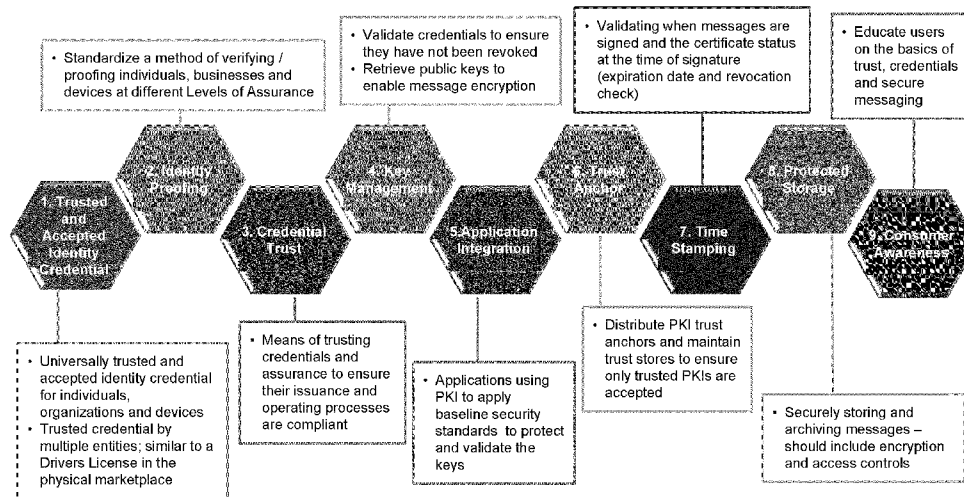 • Standardize a method of verifying /
proofing individuals, businesses and
devices at different Levels of Assurance
• Validate credentials to ensure
they have not been revoked
• Retrieve public keys to
enable message encryption
• Validating when messages are
signed and the certificate status
at the time of signature
(expiration date and revocation
check)
• Educate users
on the basics of
trust, credentials
and secure
messaging
1. Trusted
and
Accepted
Identity
Credential
2. Identity
Proofing
3. Credential
Trust
4. Key
Management
5.Application
Integration
6. Trust
Anchor
7. Time
Stamping
8. Protected
Storage
9. Consumer
Awareness
• Universally trusted and
accepted identity credential
for individuals,
organizations and devices
• Trusted credential by
multiple entities; similar to a
Drivers License in the
physical marketplace
• Means of trusting
credentials and
assurance to ensure
their issuance and
operating processes
are compliant
• Applications using
PKI to apply
baseline security
standards to protect
and validate the
keys
• Distribute PKI trust
anchors and maintain
trust stores to ensure
only trusted PKIs are
accepted
• Securely storing and
archiving messages –
should include encryption
and access controls